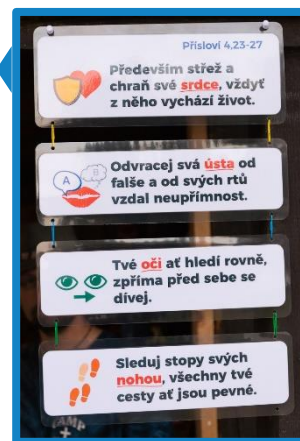 Přísloví 4,23-27
Především střež a
chraň své srdce, vždyť
z něho vychází život.
A
B
Odvracej svá ústa od
falše a od svých rtů
vzdal neupřímnost.
Tvé oči ať hledí rovně,
zpříma před sebe se
dívej.
Sleduj stopy svých
nohou, všechny tvé
cesty ať jsou pevné.